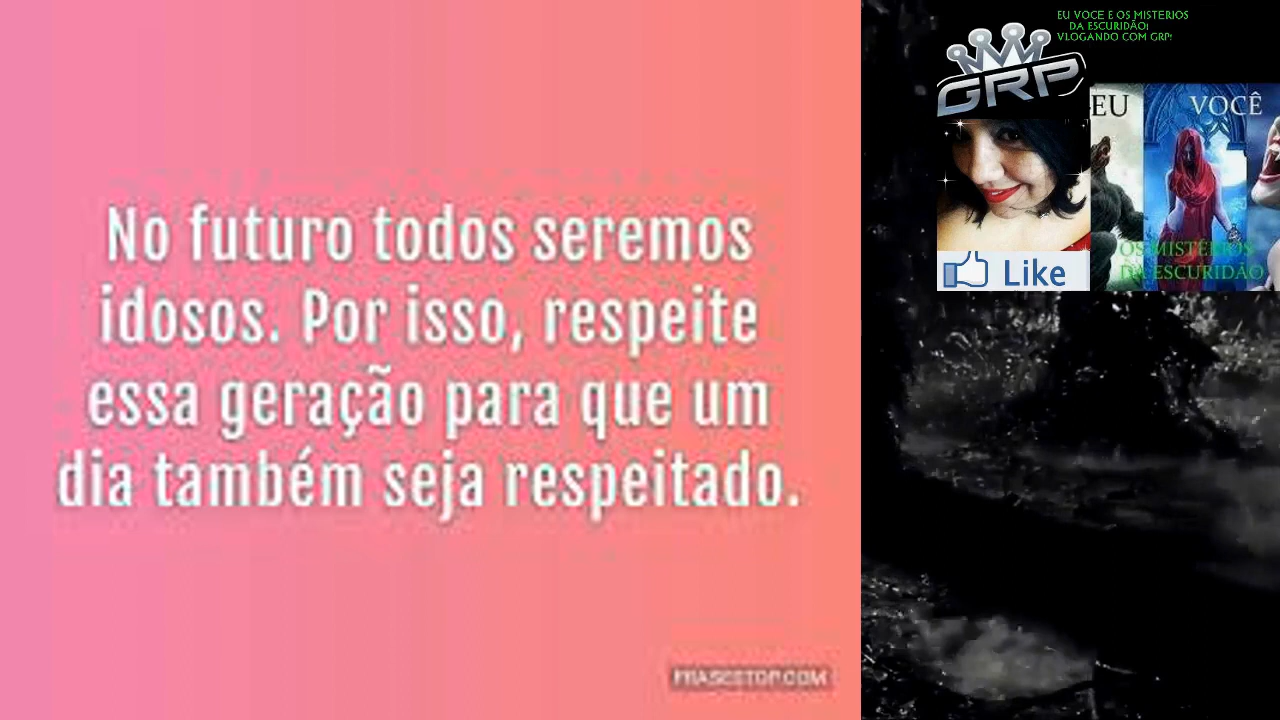 No futuro todos seremos
idosos. Por isso, respeite
essa geração para que um
dia também seja respeitado.
FRASESTOP.COM
EU VOCE E OS MISTERIOS
DA ESCURIDÃO!
VLOGANDO COM GRP!
GRP
EU
VOCÊ
OS MISTÉRIOS
DA ESCURIDÃO
Like